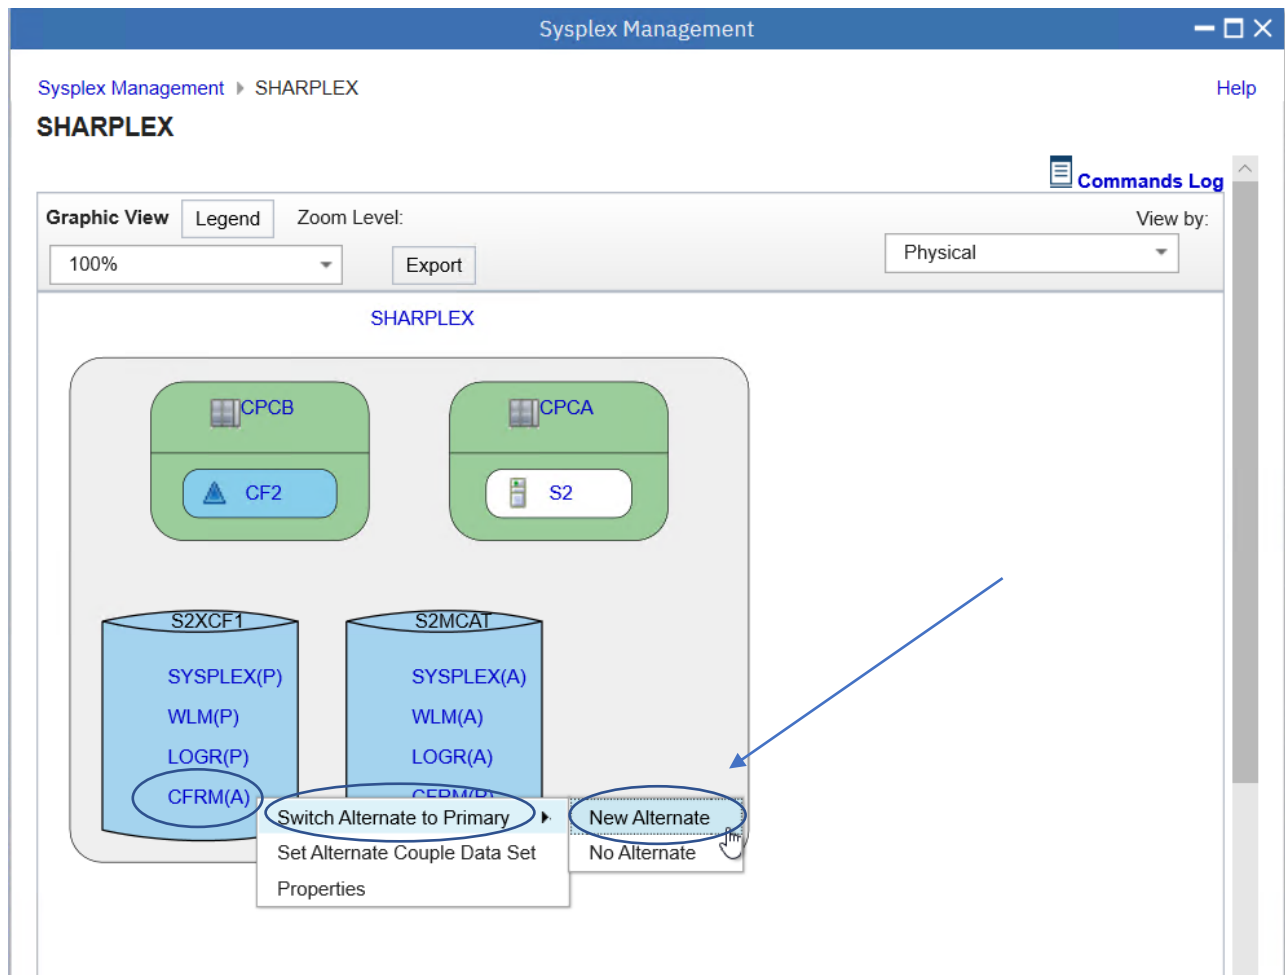 Sysplex Management
Sysplex Management SHARPLEX
Help
SHARPLEX
Commands Log
Graphic View Legend Zoom Level:
View by:
100%
Export
Physical
SHARPLEX
CPCB
CPCA
CF2
S2
S2XCF1
S2MCAT
SYSPLEX(P)
SYSPLEX(A)
WLM(P)
WLM(A)
LOGR(P)
LOGR(A)
CFRM(A)
CFRM(P)
Switch Alternate to Primary
New Alternate
Set Alternate Couple Data Set
No Alternate
Properties